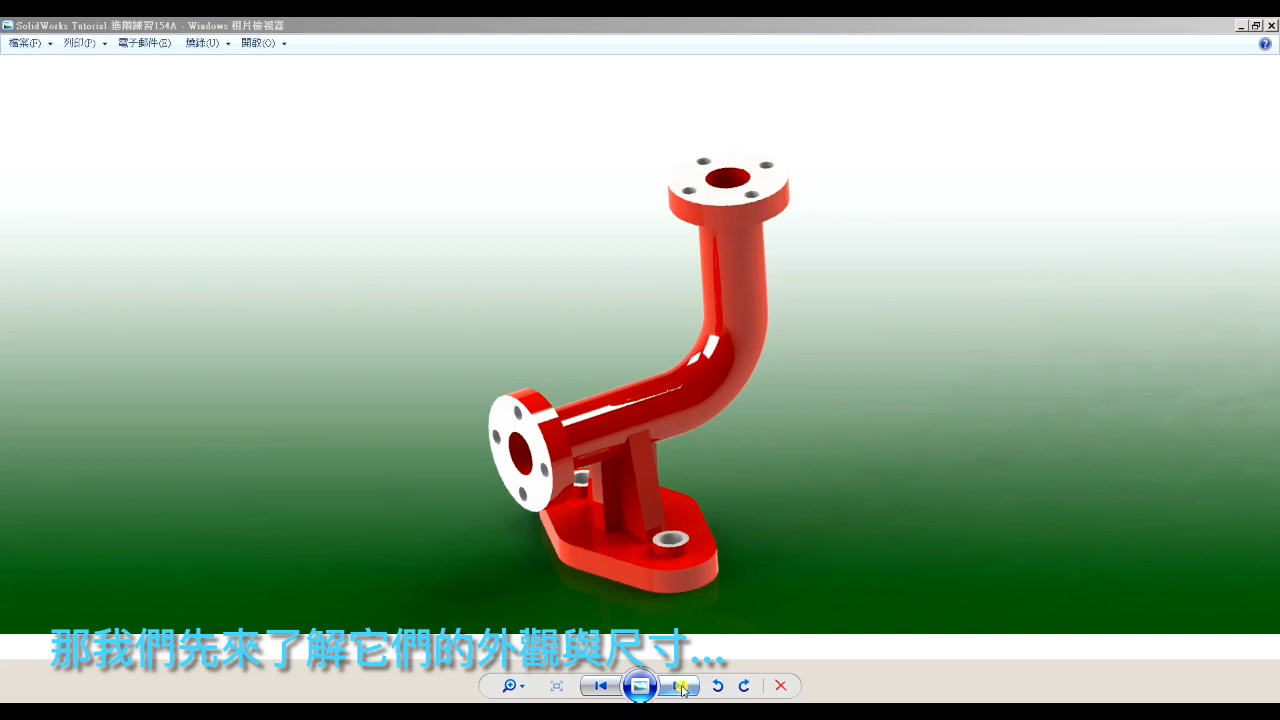 SolidWorks Tutorial-進階練習154A - Windows 相片檢視器
檔案(F) 列印(P) 電子郵件(E) 燒錄(U) 開啟(O)
那我們先來了解它們的外觀與尺寸...